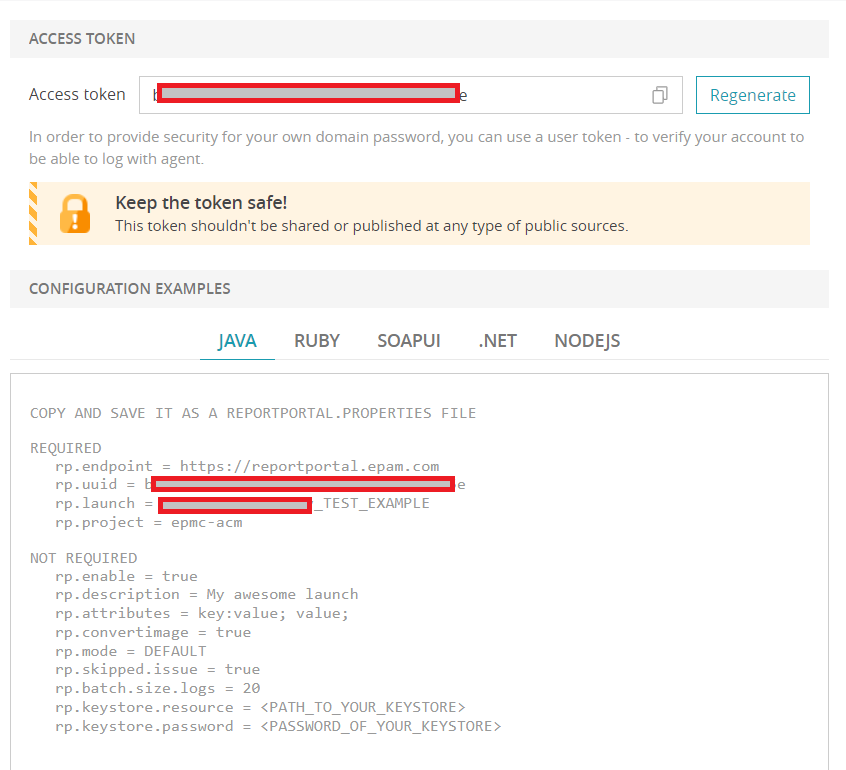 ACCESS TOKEN
Access token
Regenerate
In order to provide security for your own domain password, you can use a user token - to verify your account to
be able to log with agent.
Keep the token safe!
This token shouldn't be shared or published at any type of public sources.
CONFIGURATION EXAMPLES
JAVA RUBY SOAPUI .NET NODEJS
COPY AND SAVE IT AS A REPORTPORTAL.PROPERTIES FILE
REQUIRED
rp.endpoint = https://reportportal.epam.com
rp.uuid =
rp.launch = _TEST_EXAMPLE
rp.project = epmc-acm
NOT REQUIRED
rp.enable = true
rp.description = My awesome launch
rp.attributes = key:value; value;
rp.convertimage = true
rp.mode = DEFAULT
rp.skipped.issue = true
rp.batch.size.logs = 20
rp.keystore.resource = <PATH_TO_YOUR_KEYSTORE>
rp.keystore.password = <PASSWORD_OF_YOUR_KEYSTORE>